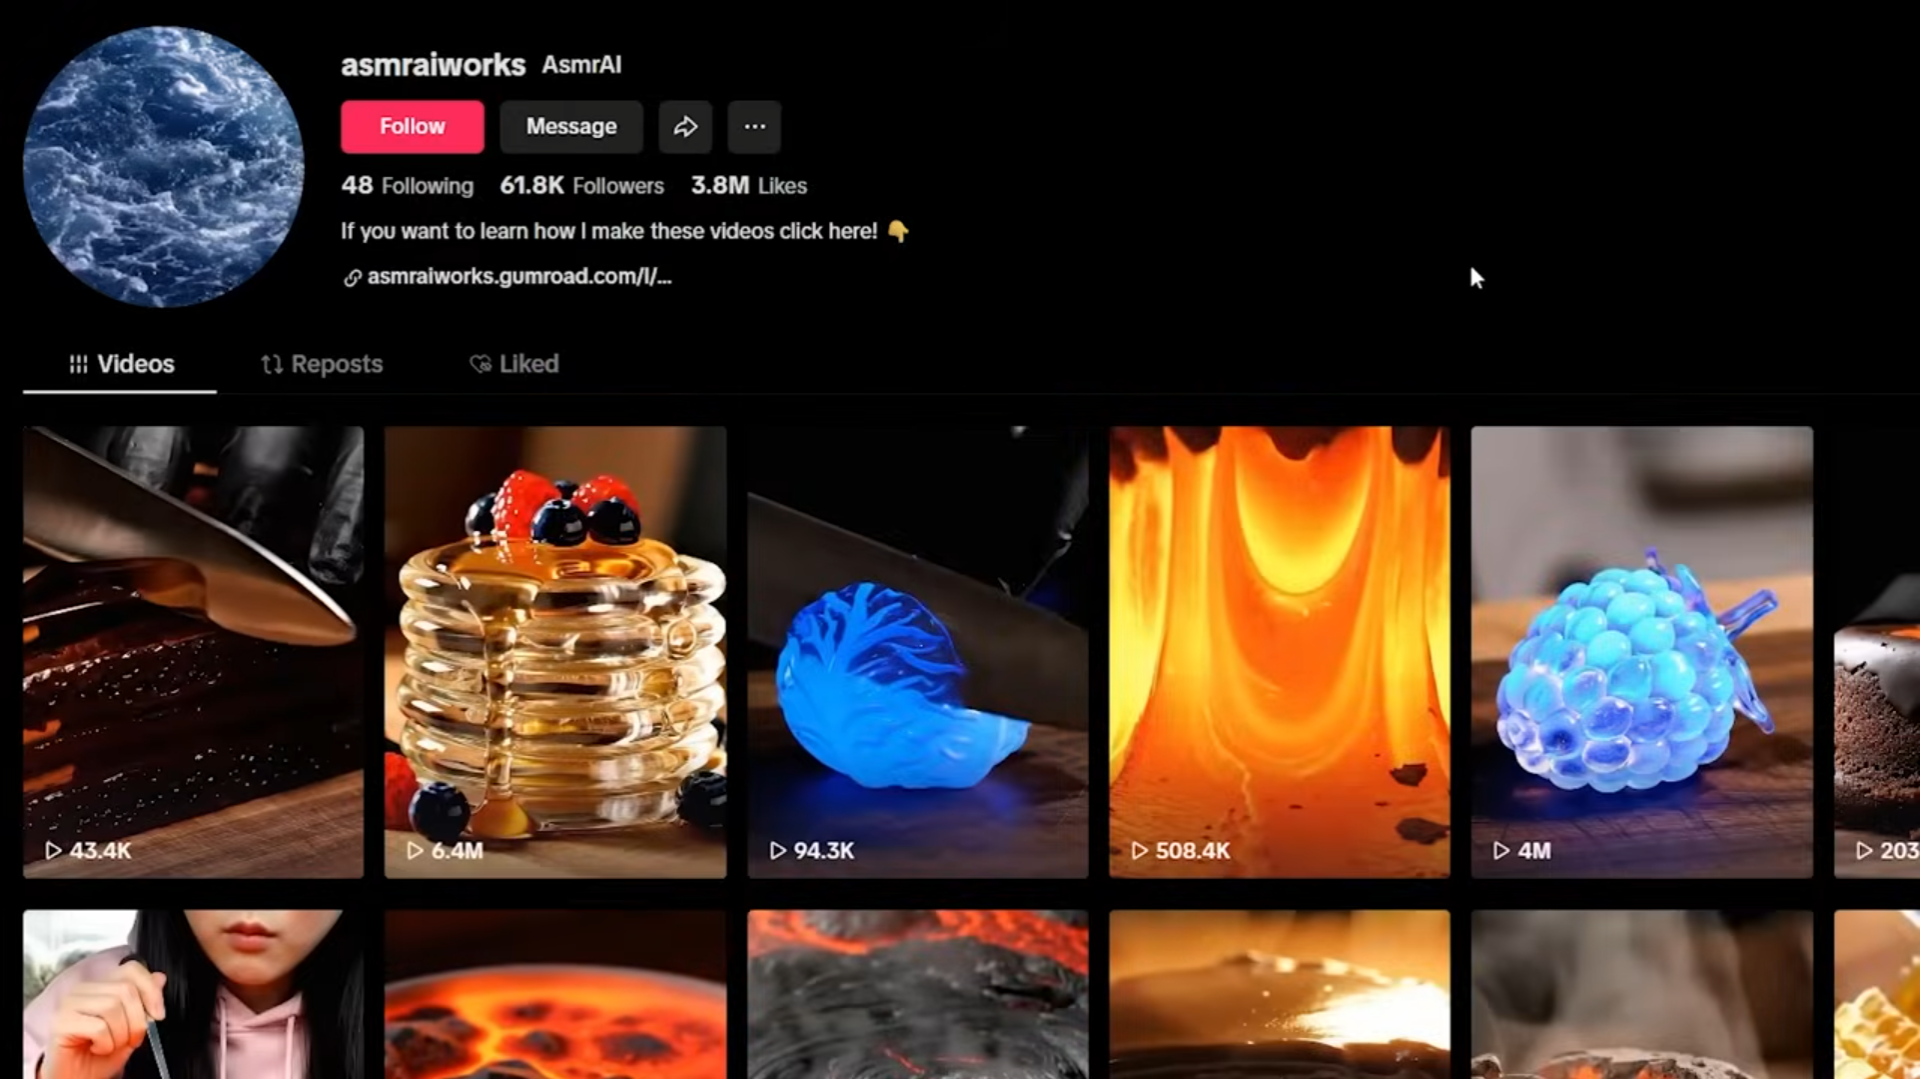 asmraiworks AsmrAI
Follow Message
48 Following 61.8K Followers 3.8M Likes
If you want to learn how I make these videos click here! 👇
asmraiworks.gumroad.com/l/...
Videos Reposts Liked
43.4K 6.4M 94.3K 508.4K 4M 203